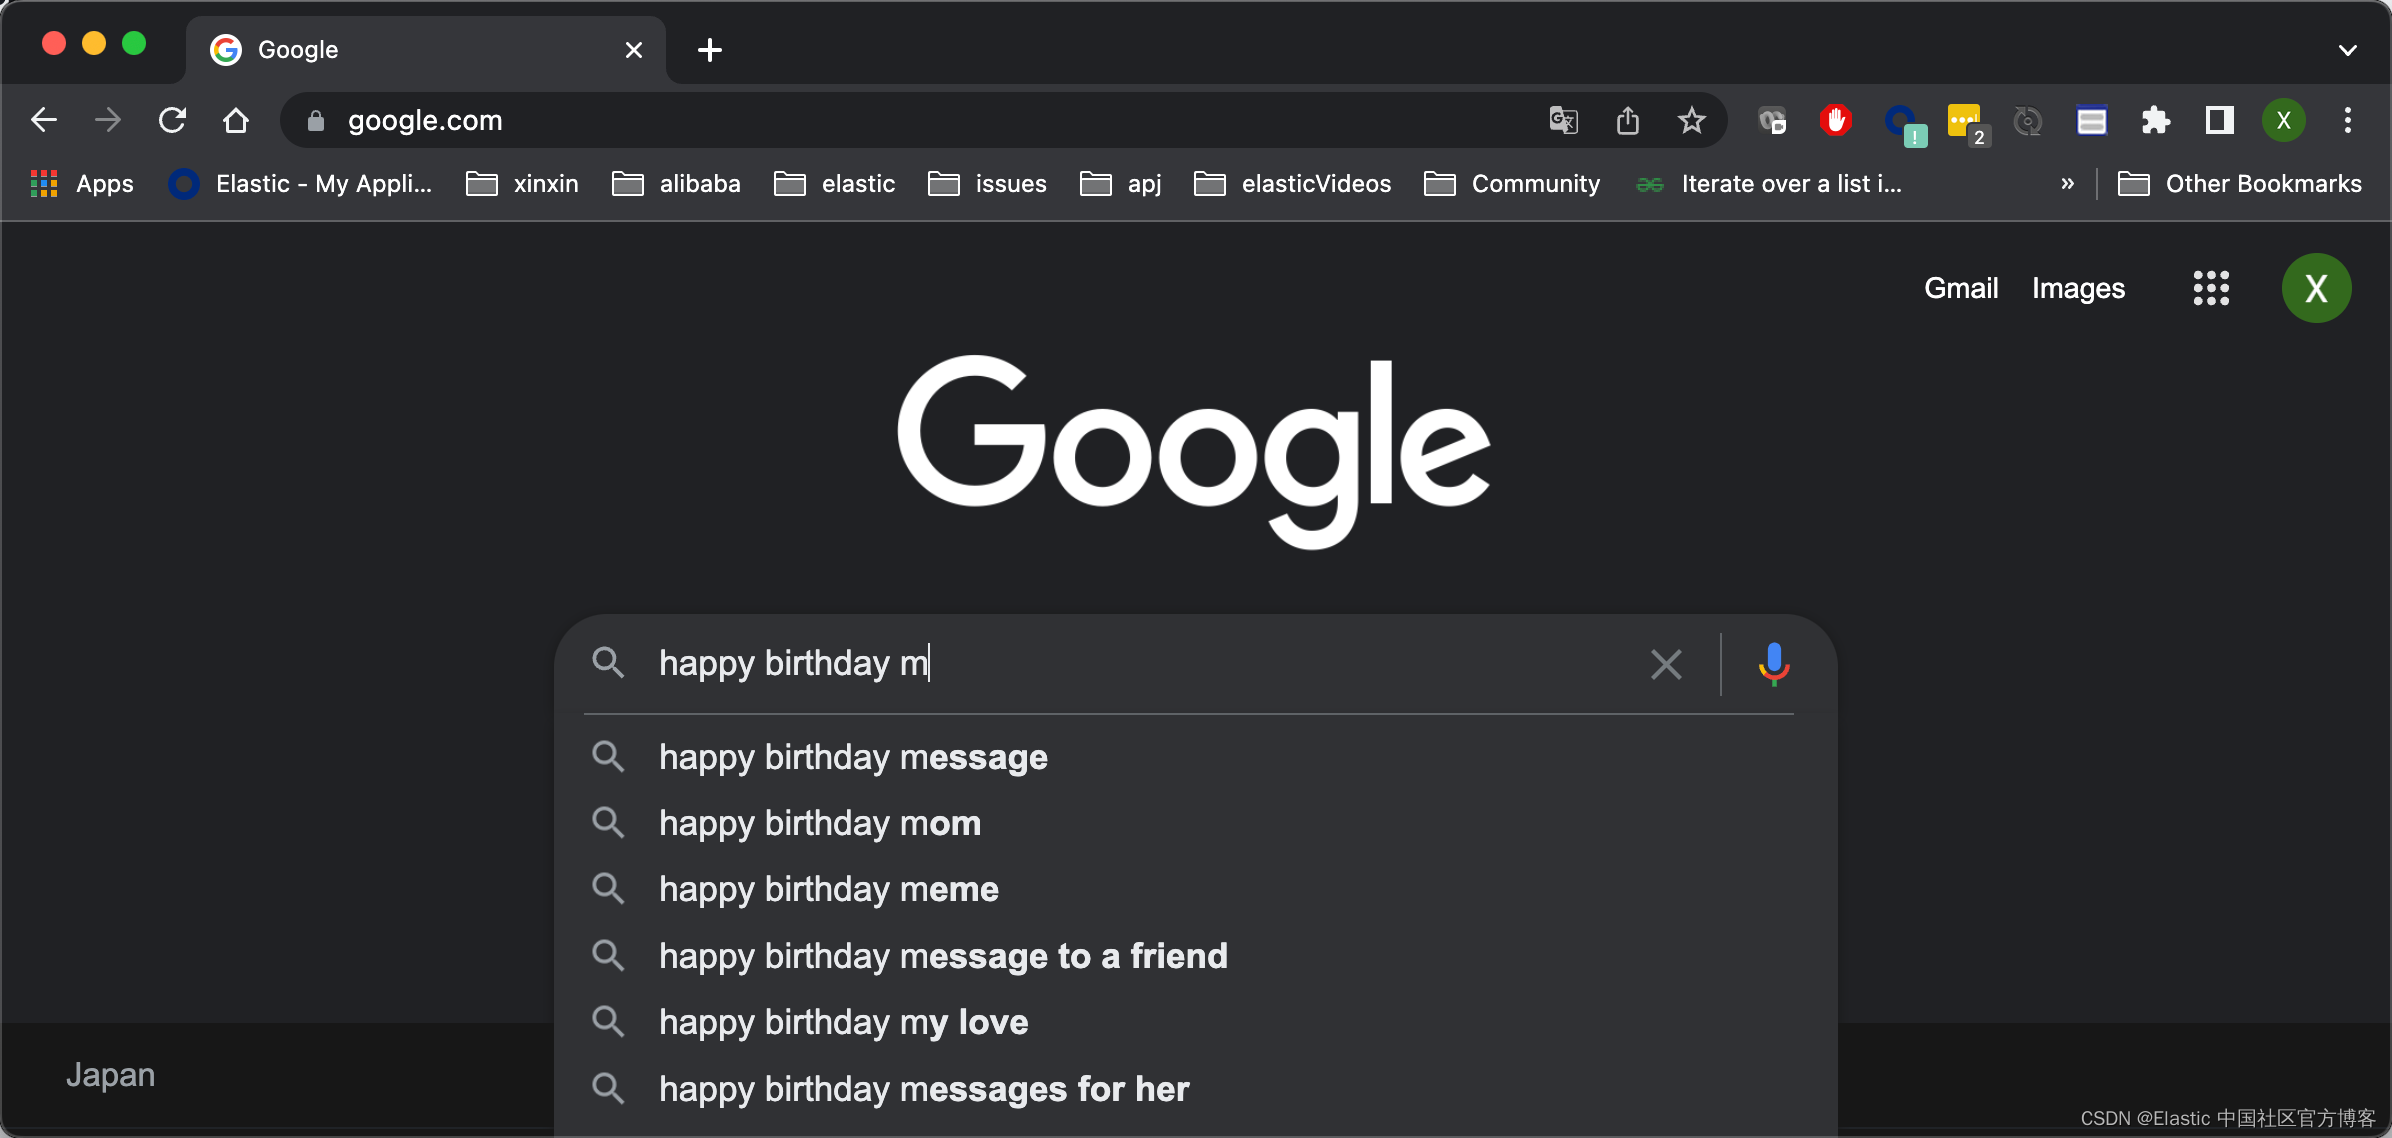 Google
google.com
! 2 X
Apps Elastic - My Appli... xinxin alibaba elastic issues apj elasticVideos Community Iterate over a list i... » Other Bookmarks
Gmail Images X
Google
happy birthday m
happy birthday message
happy birthday mom
happy birthday meme
happy birthday message to a friend
happy birthday my love
happy birthday messages for her
Japan
CSDN @Elastic 中国社区官方博客